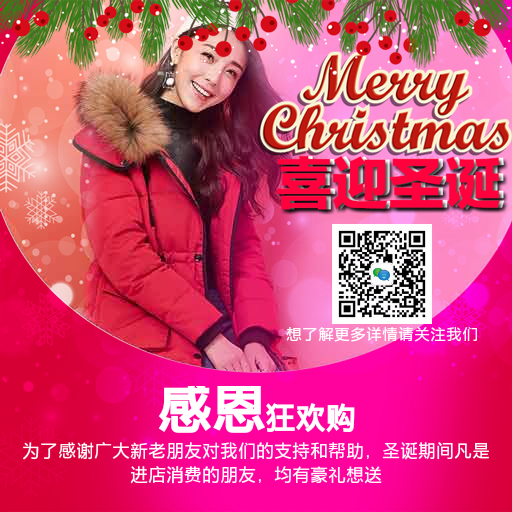 Merry
Christmas
喜迎圣诞
想了解更多详情请关注我们
感恩狂欢购
为了感谢广大新老朋友对我们的支持和帮助，圣诞期间凡是
进店消费的朋友，均有豪礼想送